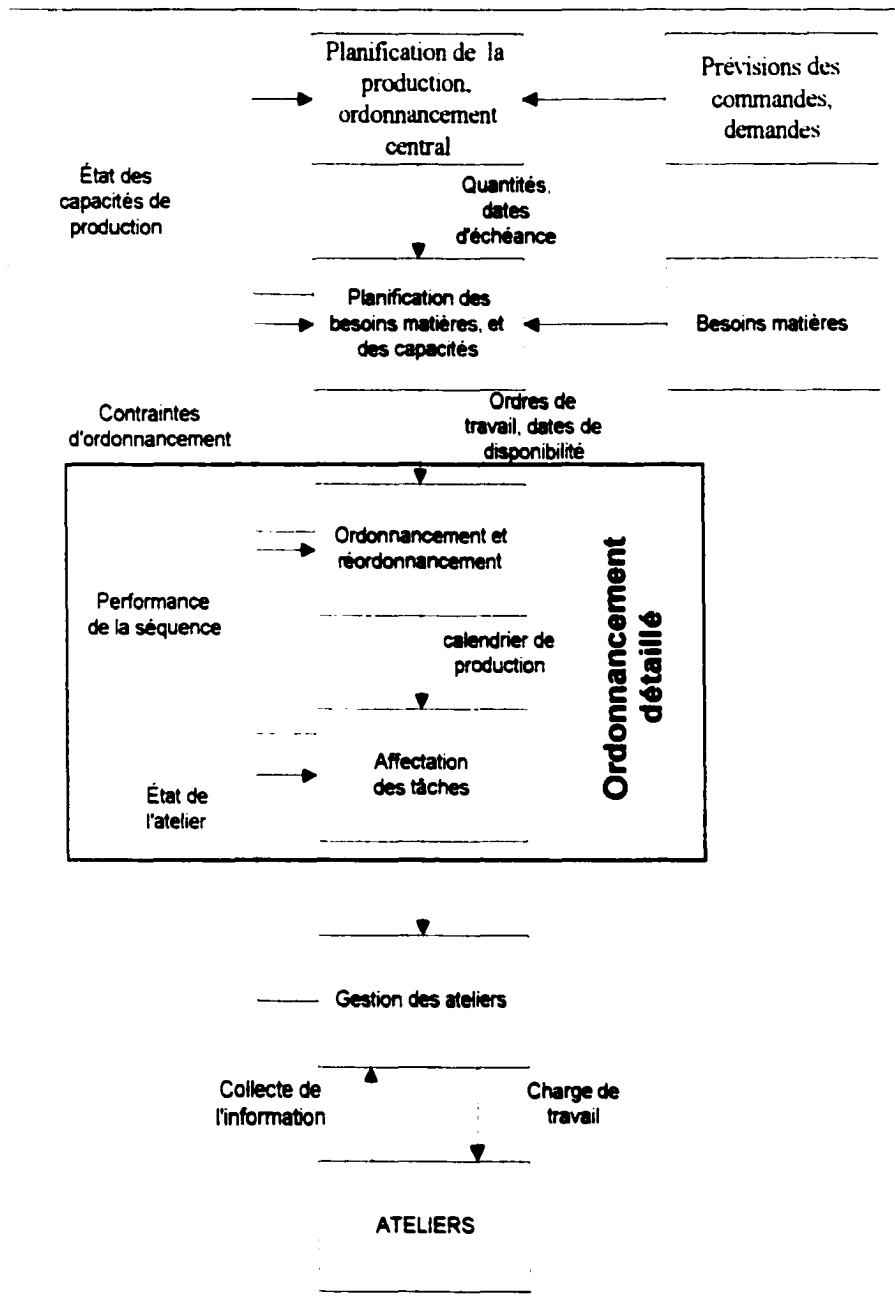 Planification de la
production,
ordonnancement
central
Prévisions des
commandes,
demandes
État des
capacités de
production
Quantités,
dates
d'échéance
Planification des
besoins matières, et
des capacités
Besoins matières
Contraintes
d'ordonnancement
Ordres de
travail, dates de
disponibilité
Ordonnancement et
réordonnancement
Performance
de la séquence
calendrier de
production
Ordonnancement
détaillé
Affectation
des tâches
État de
l'atelier
Gestion des ateliers
Collecte de
l'information
Charge de
travail
ATELIERS